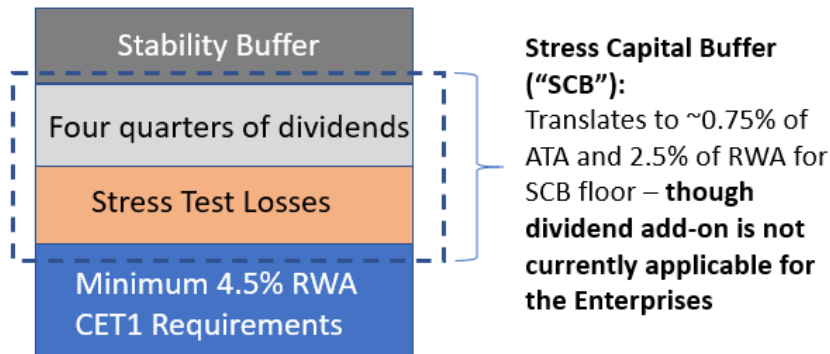 Stability Buffer
Four quarters of dividends
Stress Test Losses
Minimum 4.5% RWA
CET1 Requirements
Stress Capital Buffer
(“SCB”):
Translates to ~0.75% of
ATA and 2.5% of RWA for
SCB floor – though
dividend add-on is not
currently applicable for
the Enterprises